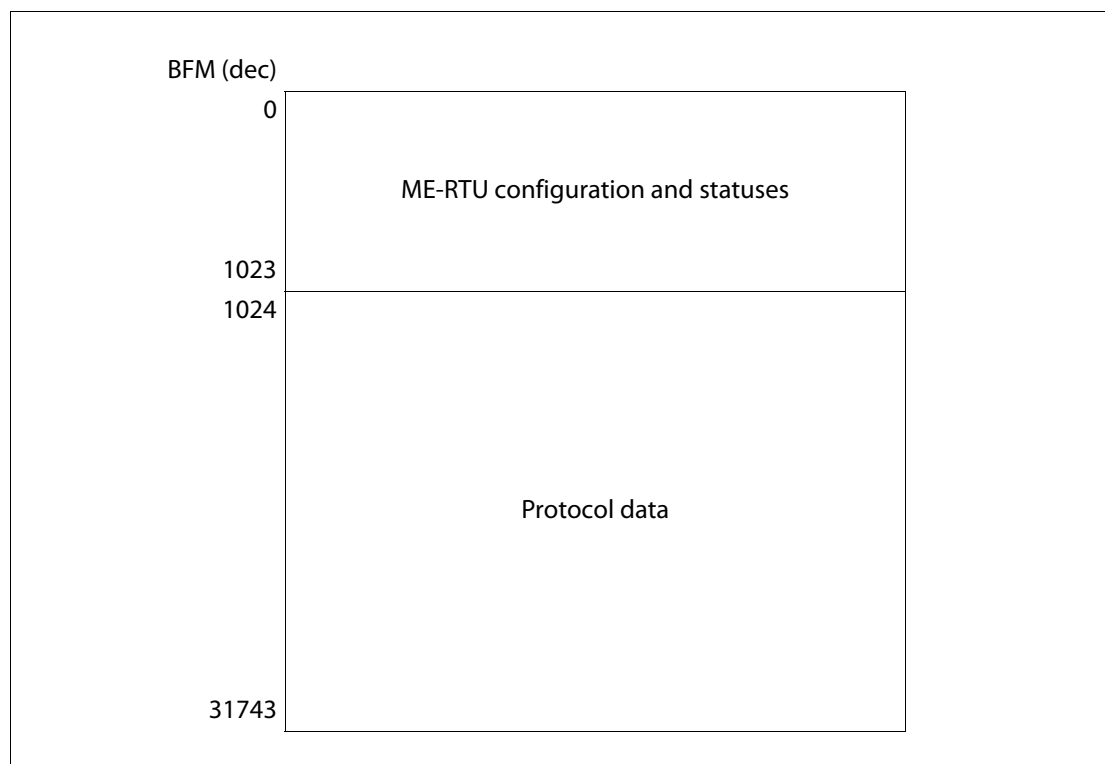 BFM (dec)
0
ME-RTU configuration and statuses
1023
1024
Protocol data
31743